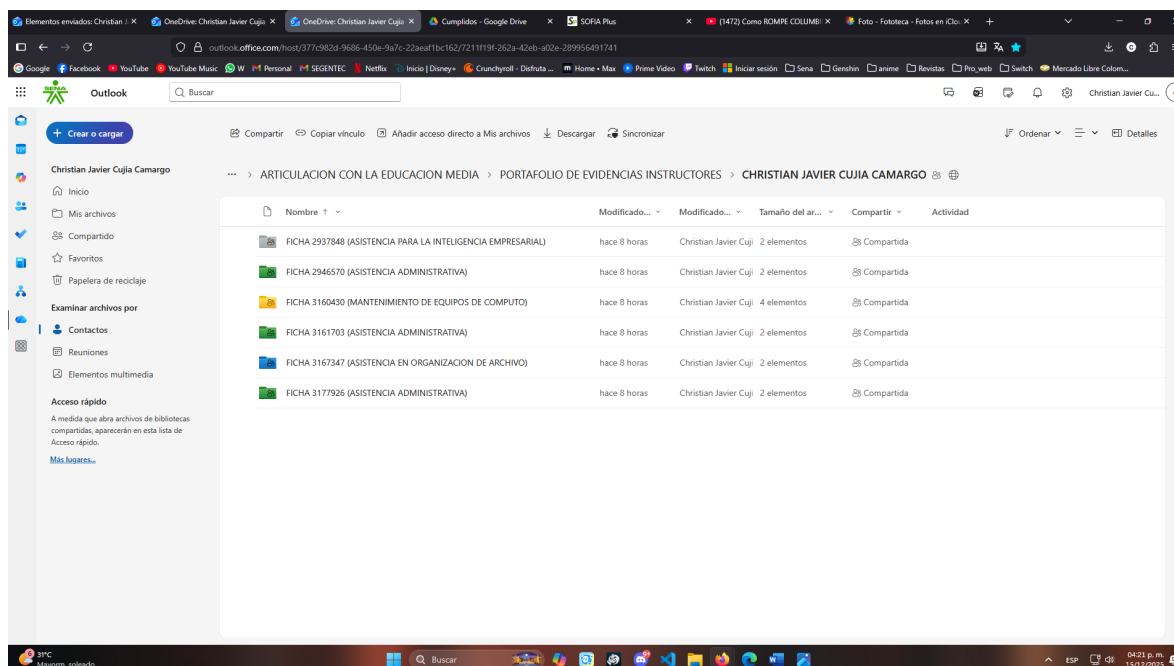 Elementos enviados: Christian J
OneDrive: Christian Javier Cujia
OneDrive: Christian Javier Cujia
Cumplidos - Google Drive
SOFIA Plus
(1472) Como ROMPE COLUMBI
Foto - Fototeca - Fotos en iClou
outlook.office.com/host/377c982d-9686-450e-9a7c-22aeaf1bc162/7211f19f-262a-42eb-a02e-289956491741
Google Facebook YouTube YouTube Music W M Personal M SEGENTEC Netflix Inicio | Disney+ Crunchyroll - Disfruta ... Home • Max Prime Video Twitch Iniciar sesión Sena Genshin anime Revistas Pro_web Switch Mercado Libre Colom...
SENA Outlook Buscar Christian Javier Cu...
Crear o cargar
Compartir Copiar vínculo Añadir acceso directo a Mis archivos Descargar Sincronizar Ordenar Detalles
Christian Javier Cujia Camargo
Inicio
Mis archivos
Compartido
Favoritos
Papelera de reciclaje
Examinar archivos por
Contactos
Reuniones
Elementos multimedia
Acceso rápido
A medida que abra archivos de bibliotecas
compartidas, aparecerán en esta lista de
Acceso rápido.
Más lugares...
... > ARTICULACION CON LA EDUCACION MEDIA > PORTAFOLIO DE EVIDENCIAS INSTRUCTORES > CHRISTIAN JAVIER CUJIA CAMARGO
Nombre Modificado... Modificado... Tamaño del ar... Compartir Actividad
FICHA 2937848 (ASISTENCIA PARA LA INTELIGENCIA EMPRESARIAL) hace 8 horas Christian Javier Cuji 2 elementos Compartida
FICHA 2946570 (ASISTENCIA ADMINISTRATIVA) hace 8 horas Christian Javier Cuji 2 elementos Compartida
FICHA 3160430 (MANTENIMIENTO DE EQUIPOS DE COMPUTO) hace 8 horas Christian Javier Cuji 4 elementos Compartida
FICHA 3161703 (ASISTENCIA ADMINISTRATIVA) hace 8 horas Christian Javier Cuji 2 elementos Compartida
FICHA 3167347 (ASISTENCIA EN ORGANIZACION DE ARCHIVO) hace 8 horas Christian Javier Cuji 2 elementos Compartida
FICHA 3177926 (ASISTENCIA ADMINISTRATIVA) hace 8 horas Christian Javier Cuji 2 elementos Compartida
31°C
Mayorm. soleado
Buscar
ESP
04:21 p. m.
15/12/2025